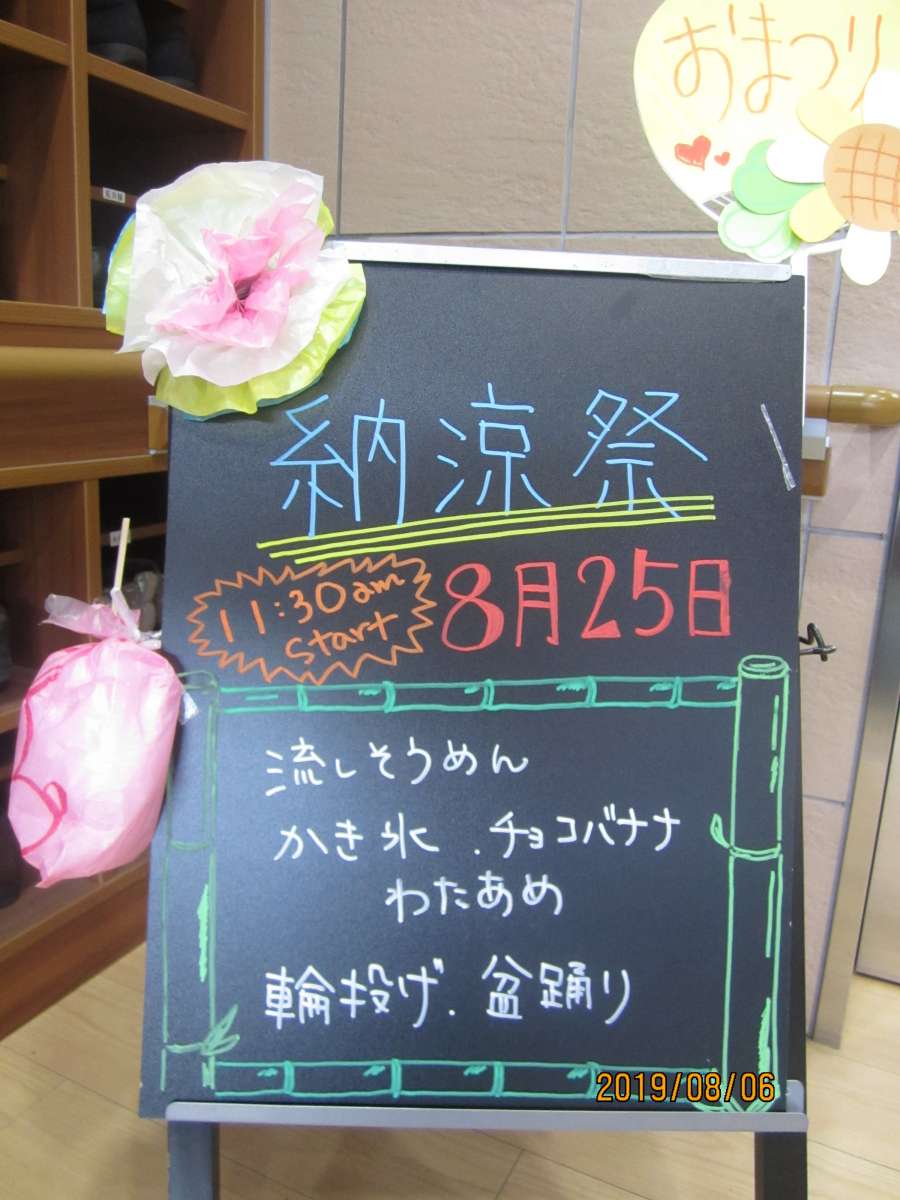 おまつり
納涼祭
11:30am
start
8月25日
流しそうめん
かき氷 . チョコバナナ
わたあめ
輪投げ . 盆踊り
2019/08/06